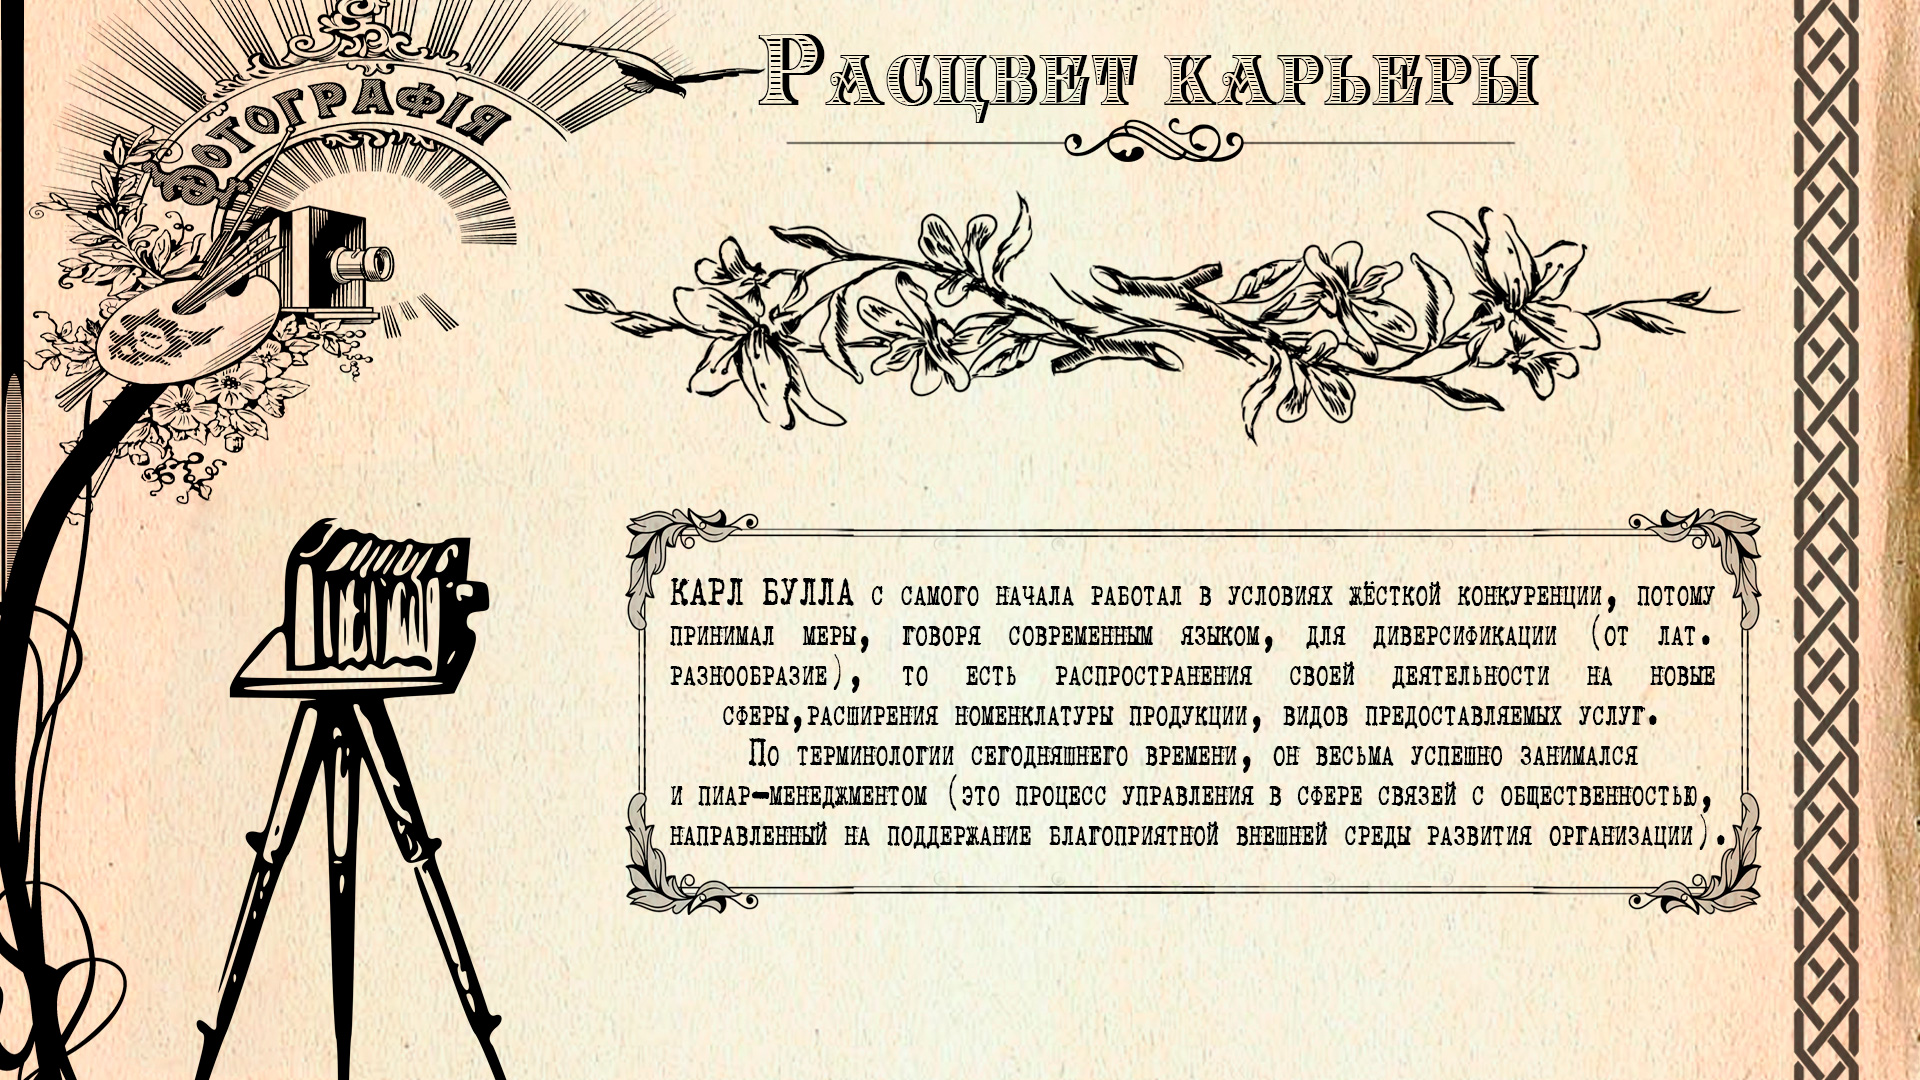 ФОТОГРАФІЯ
Расцвет карьеры
КАРЛ БУЛЛА с самого начала работал в условиях жёсткой конкуренции, потому
принимал меры, говоря современным языком, для диверсификации (от лат.
разнообразие), то есть распространения своей деятельности на новые
сферы,расширения номенклатуры продукции, видов предоставляемых услуг.
По терминологии сегодняшнего времени, он весьма успешно занимался
и пиар-менеджментом (это процесс управления в сфере связей с общественностью,
направленный на поддержание благоприятной внешней среды развития организации).